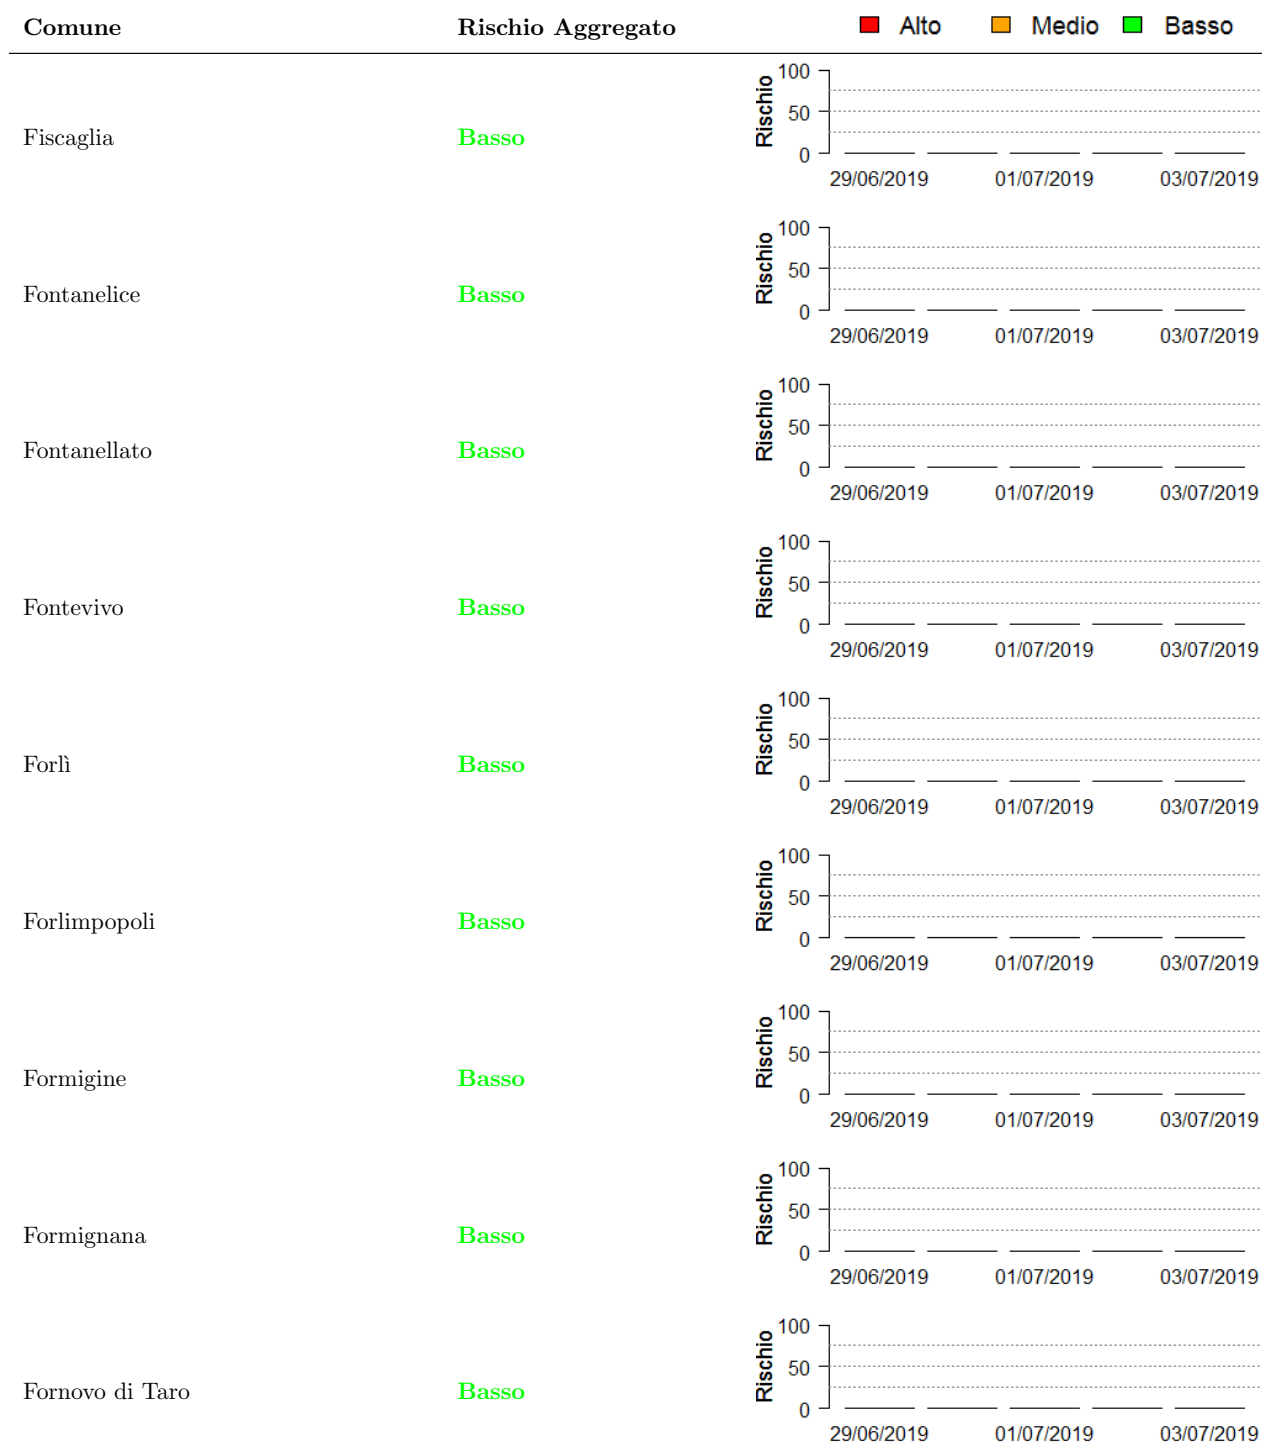 Comune Rischio Aggregato Alto Medio Basso
100
50
0
Rischio
Fiscaglia Basso
29/06/2019 01/07/2019 03/07/2019
100
50
0
Rischio
Fontanelice Basso
29/06/2019 01/07/2019 03/07/2019
100
50
0
Rischio
Fontanellato Basso
29/06/2019 01/07/2019 03/07/2019
100
50
0
Rischio
Fontevivo Basso
29/06/2019 01/07/2019 03/07/2019
100
50
0
Rischio
Forlì Basso
29/06/2019 01/07/2019 03/07/2019
100
50
0
Rischio
Forlimpopoli Basso
29/06/2019 01/07/2019 03/07/2019
100
50
0
Rischio
Formigine Basso
29/06/2019 01/07/2019 03/07/2019
100
50
0
Rischio
Formignana Basso
29/06/2019 01/07/2019 03/07/2019
100
50
0
Rischio
Fornovo di Taro Basso
29/06/2019 01/07/2019 03/07/2019